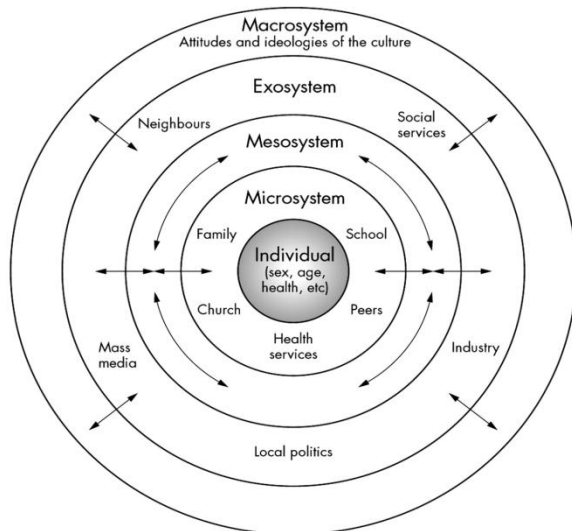 Macrosystem
Attitudes and ideologies of the culture
Exosystem
Neighbours
Social
services
Mesosystem
Microsystem
Family
School
Individual
(sex, age,
health, etc)
Church
Peers
Health
services
Mass
media
Industry
Local politics